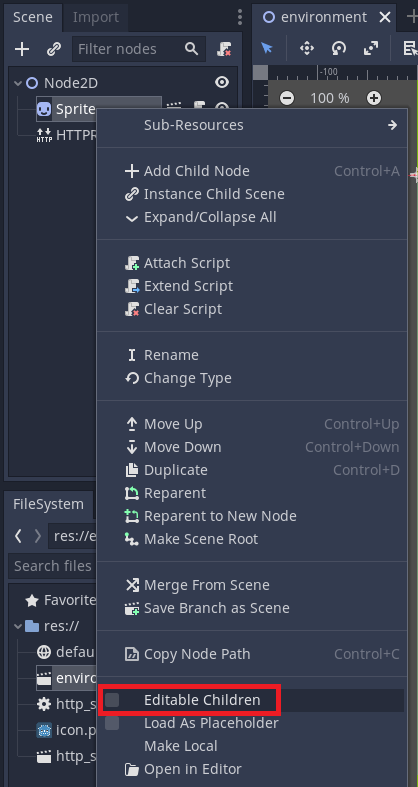 Scene Import
environment
Filter nodes
-100
Node2D
100 %
Sprite
HTTPR
Sub-Resources
Add Child Node Control+A
Instance Child Scene
Expand/Collapse All
Attach Script
Extend Script
Clear Script
Rename
Change Type
Move Up Control+Up
Move Down Control+Down
Duplicate Control+D
Reparent
Reparent to New Node
Make Scene Root
FileSystem
res://e
Search files
Merge From Scene
Save Branch as Scene
Favorite
res://
defau
Copy Node Path Control+C
enviro
http_s
Editable Children
icon.p
Load As Placeholder
http_s
Make Local
Open in Editor